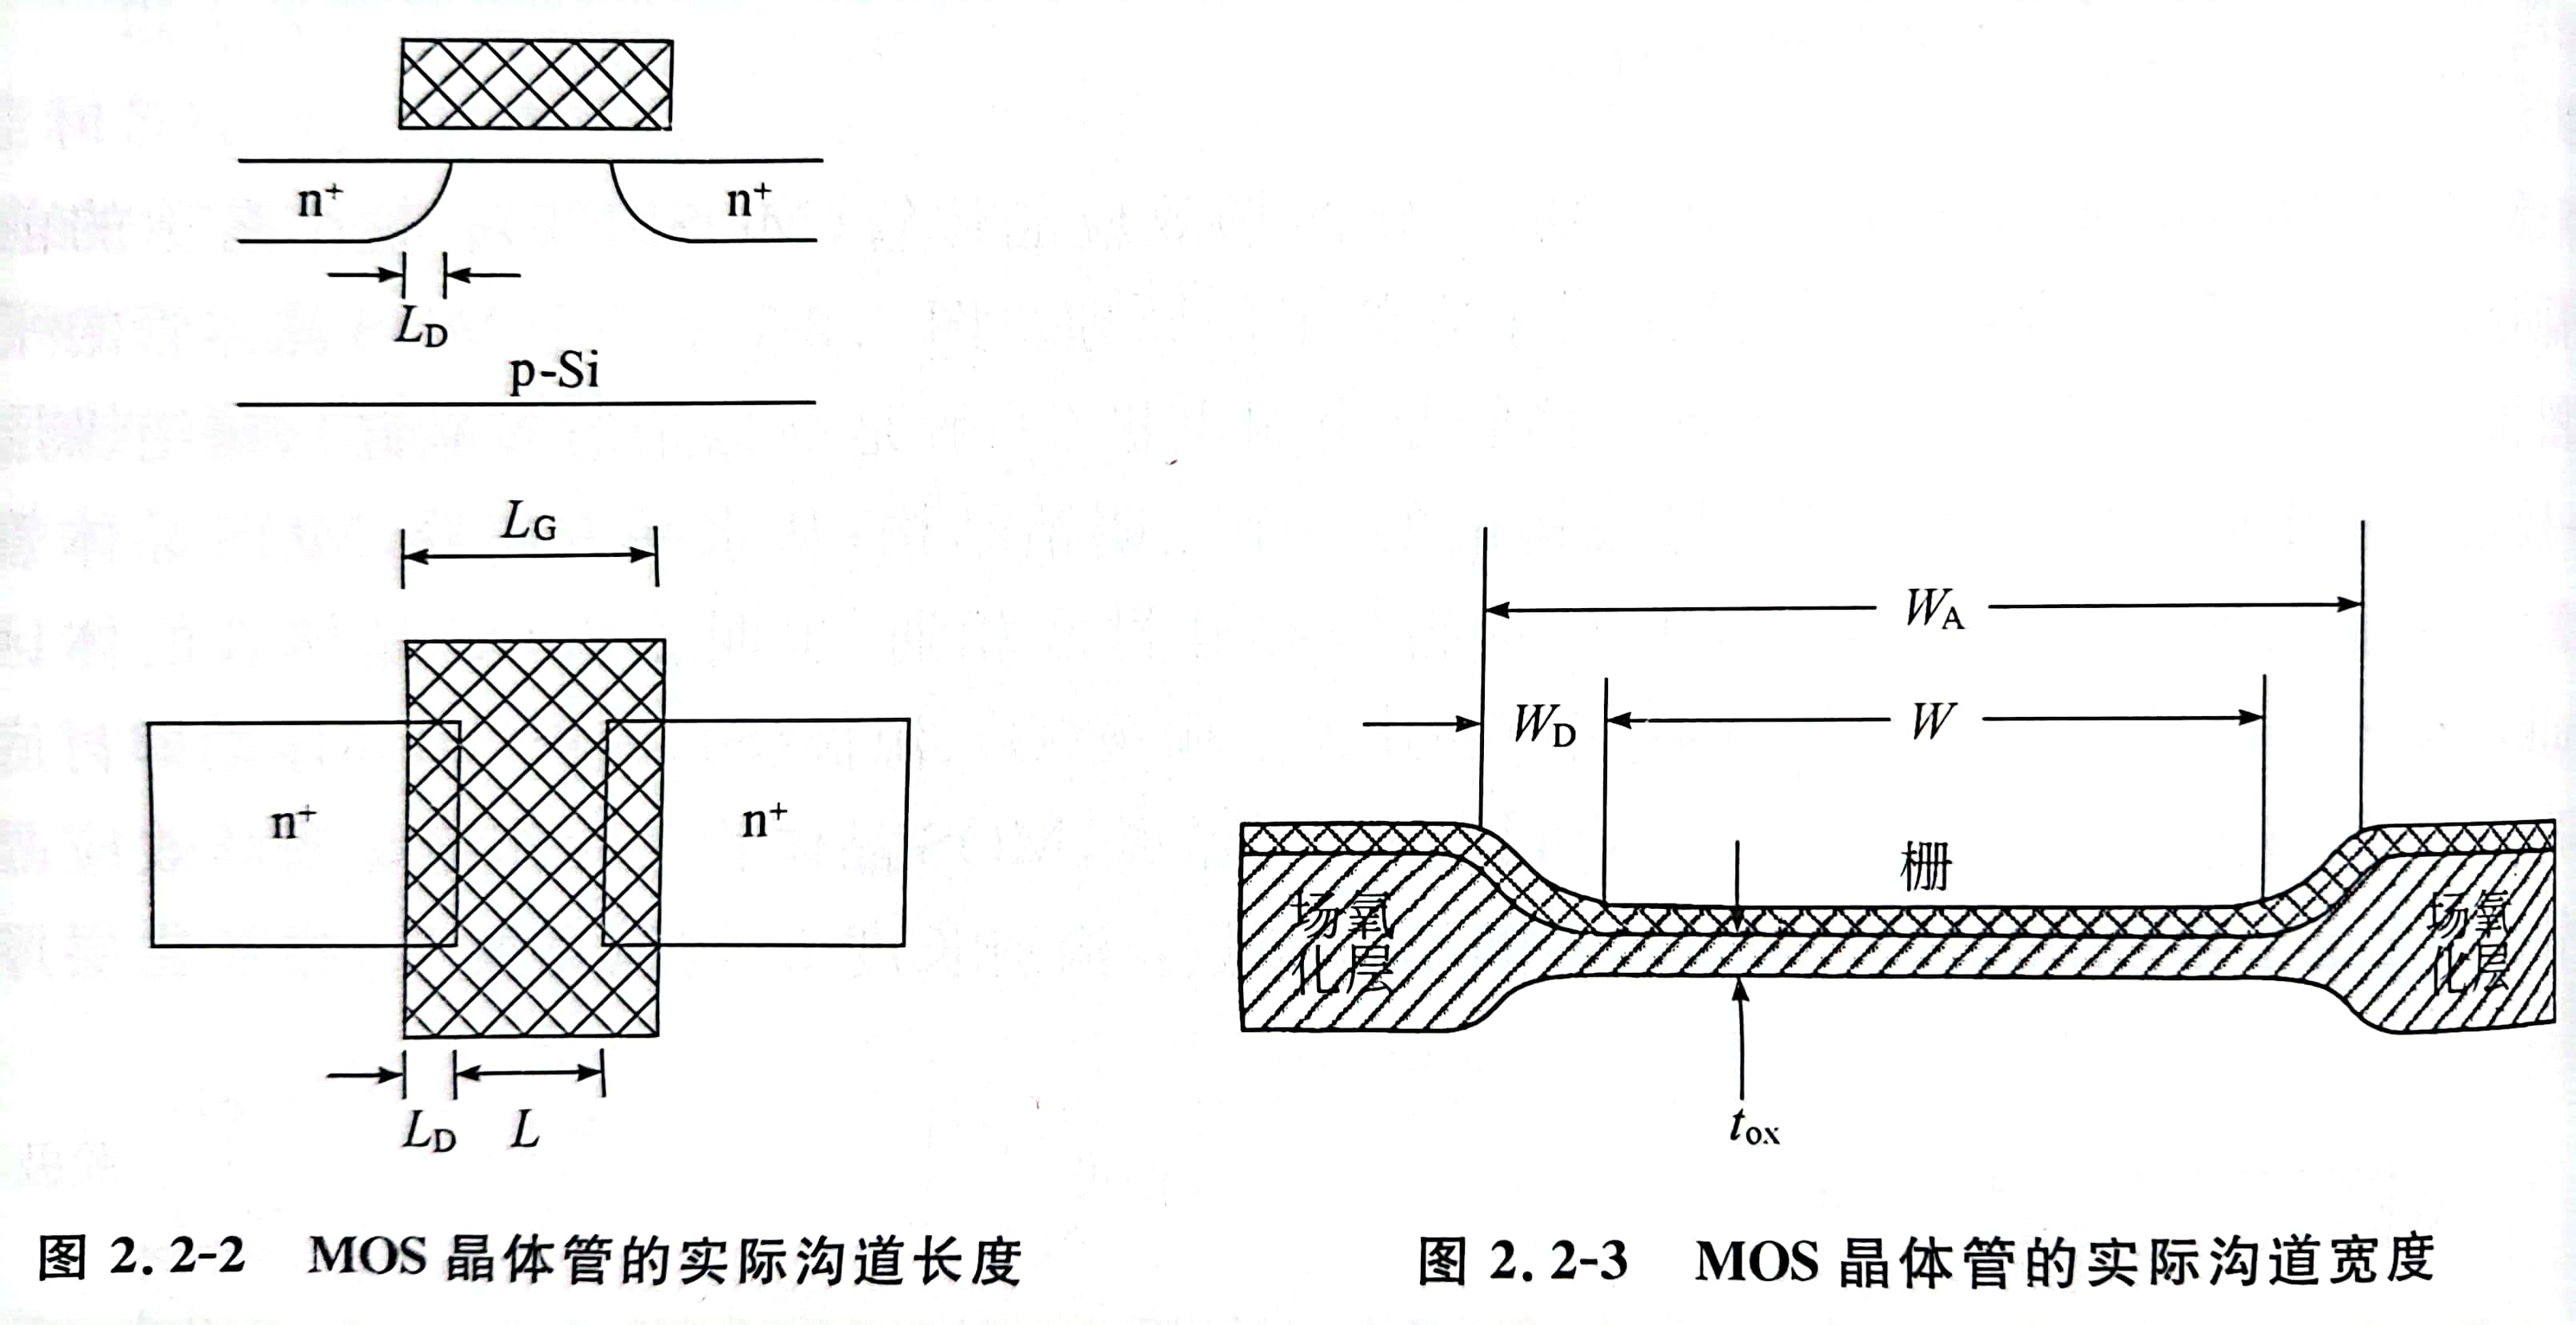 n⁺
n⁺
L_D
p-Si
L_G
n⁺
n⁺
L_D L
图 2.2-2 MOS 晶体管的实际沟道长度
W_A
W_D W
栅
场氧
化层
场氧
化层
t_ox
图 2.2-3 MOS 晶体管的实际沟道宽度